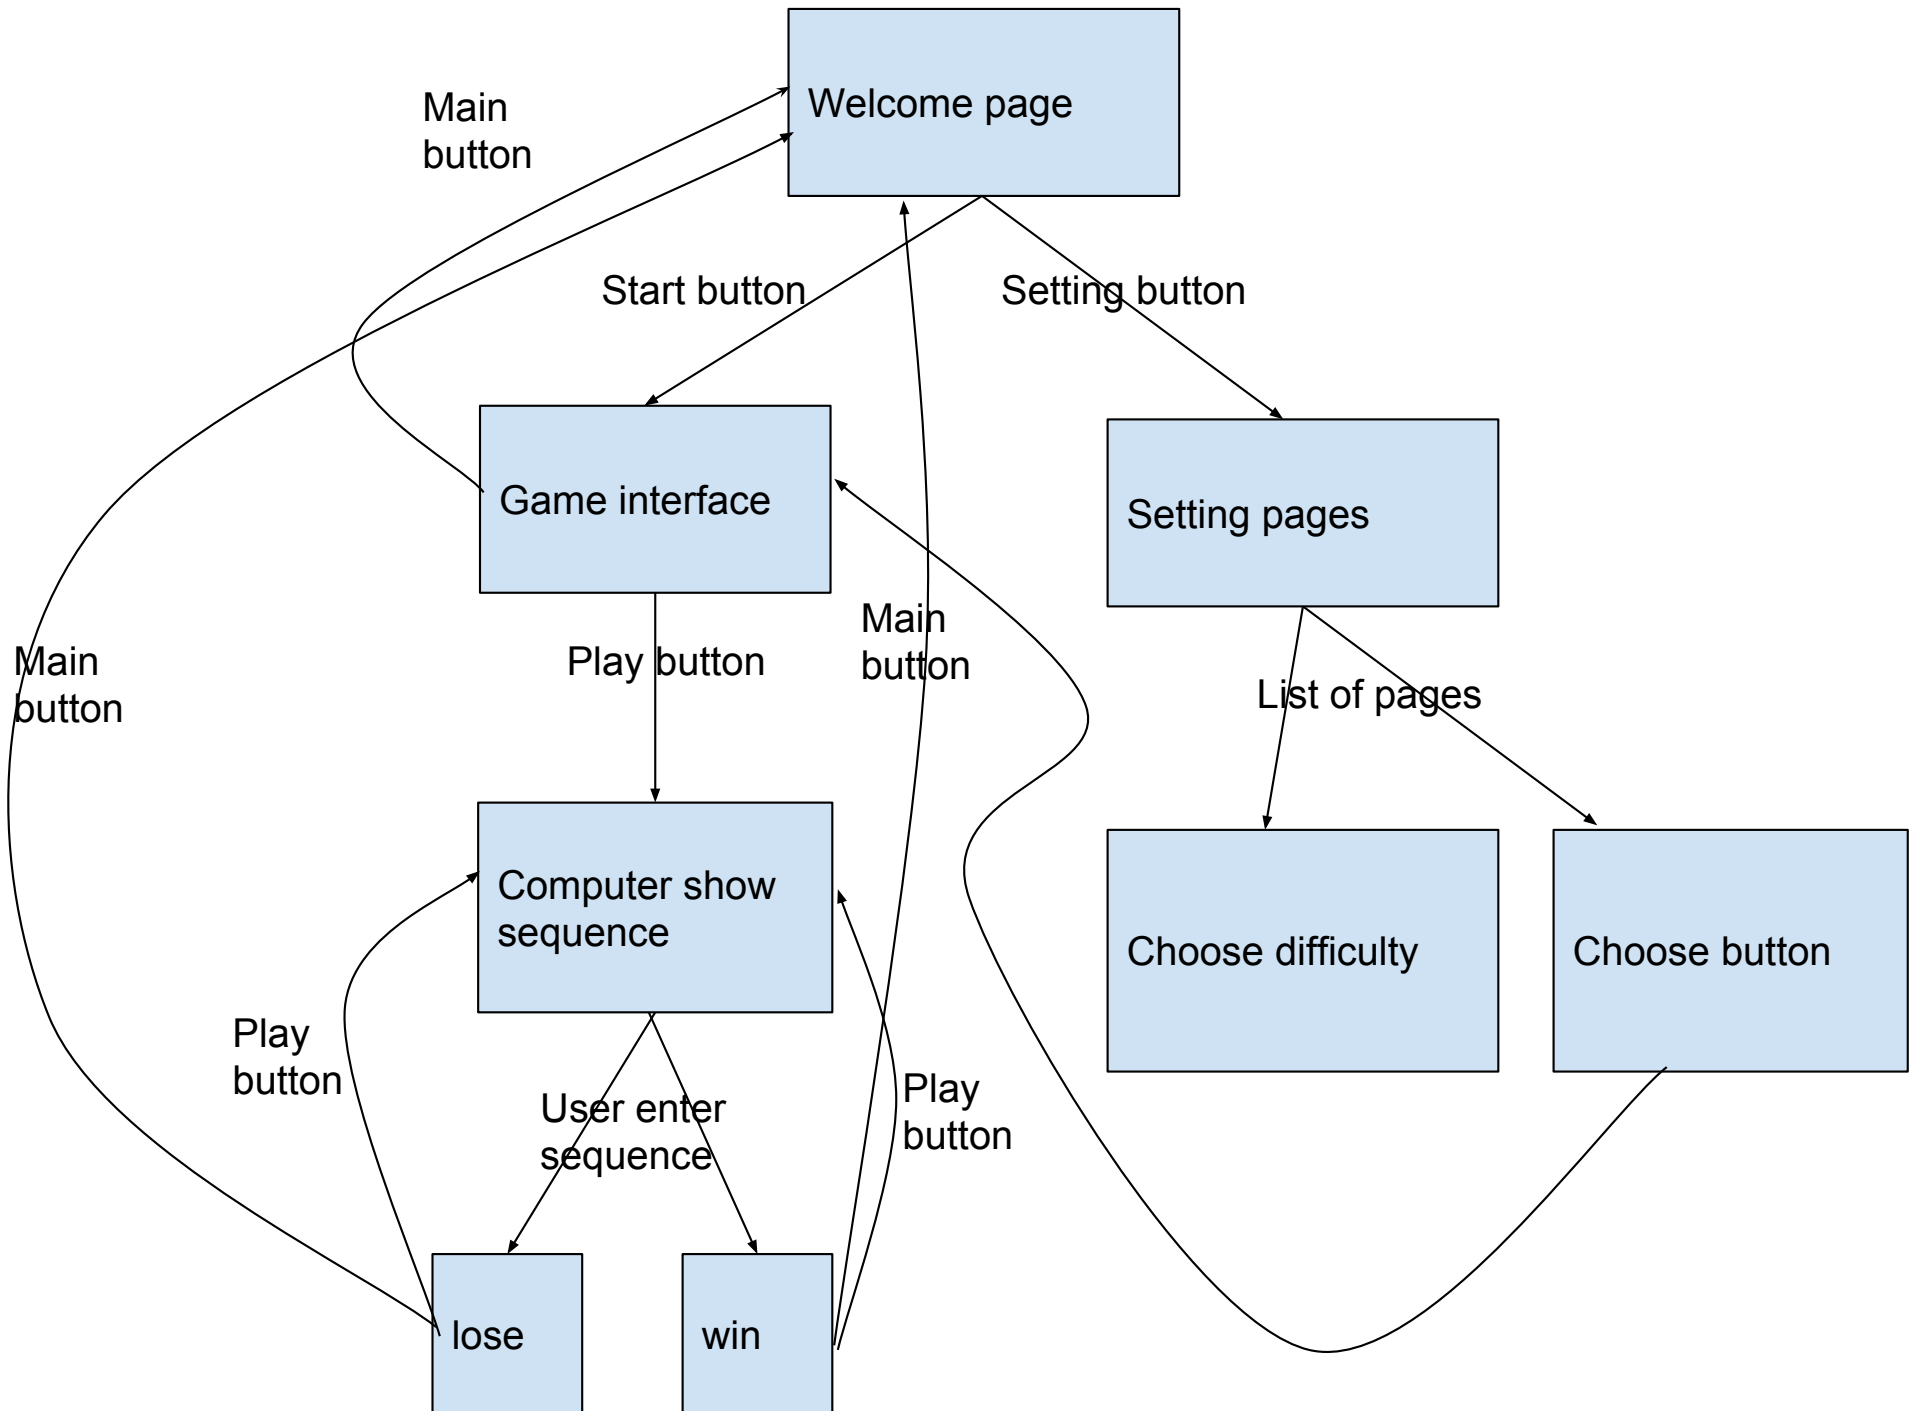 Welcome page
Main
button
Start button
Setting button
Game interface
Setting pages
Main
button
Play button
Main
button
List of pages
Computer show
sequence
Choose difficulty
Choose button
Play
button
User enter
sequence
Play
button
lose
win